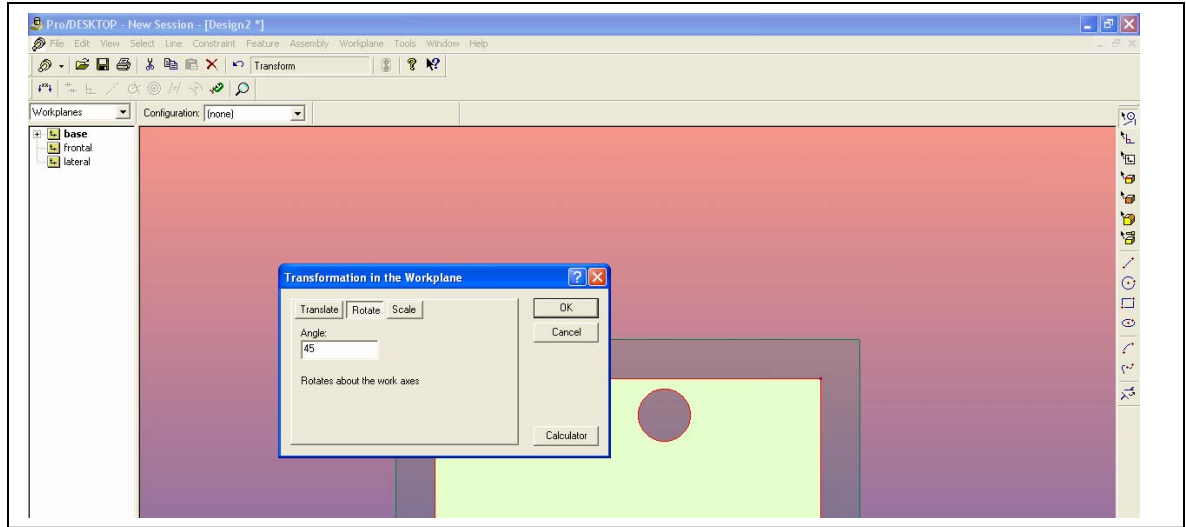 Pro/DESKTOP - New Session - [Design2 *]
File Edit View Select Line Constraint Feature Assembly Workplane Tools Window Help
Transform
Workplanes Configuration: (none)
base
frontal
lateral
Transformation in the Workplane
Translate Rotate Scale OK
Angle: Cancel
45
Rotates about the work axes
Calculator